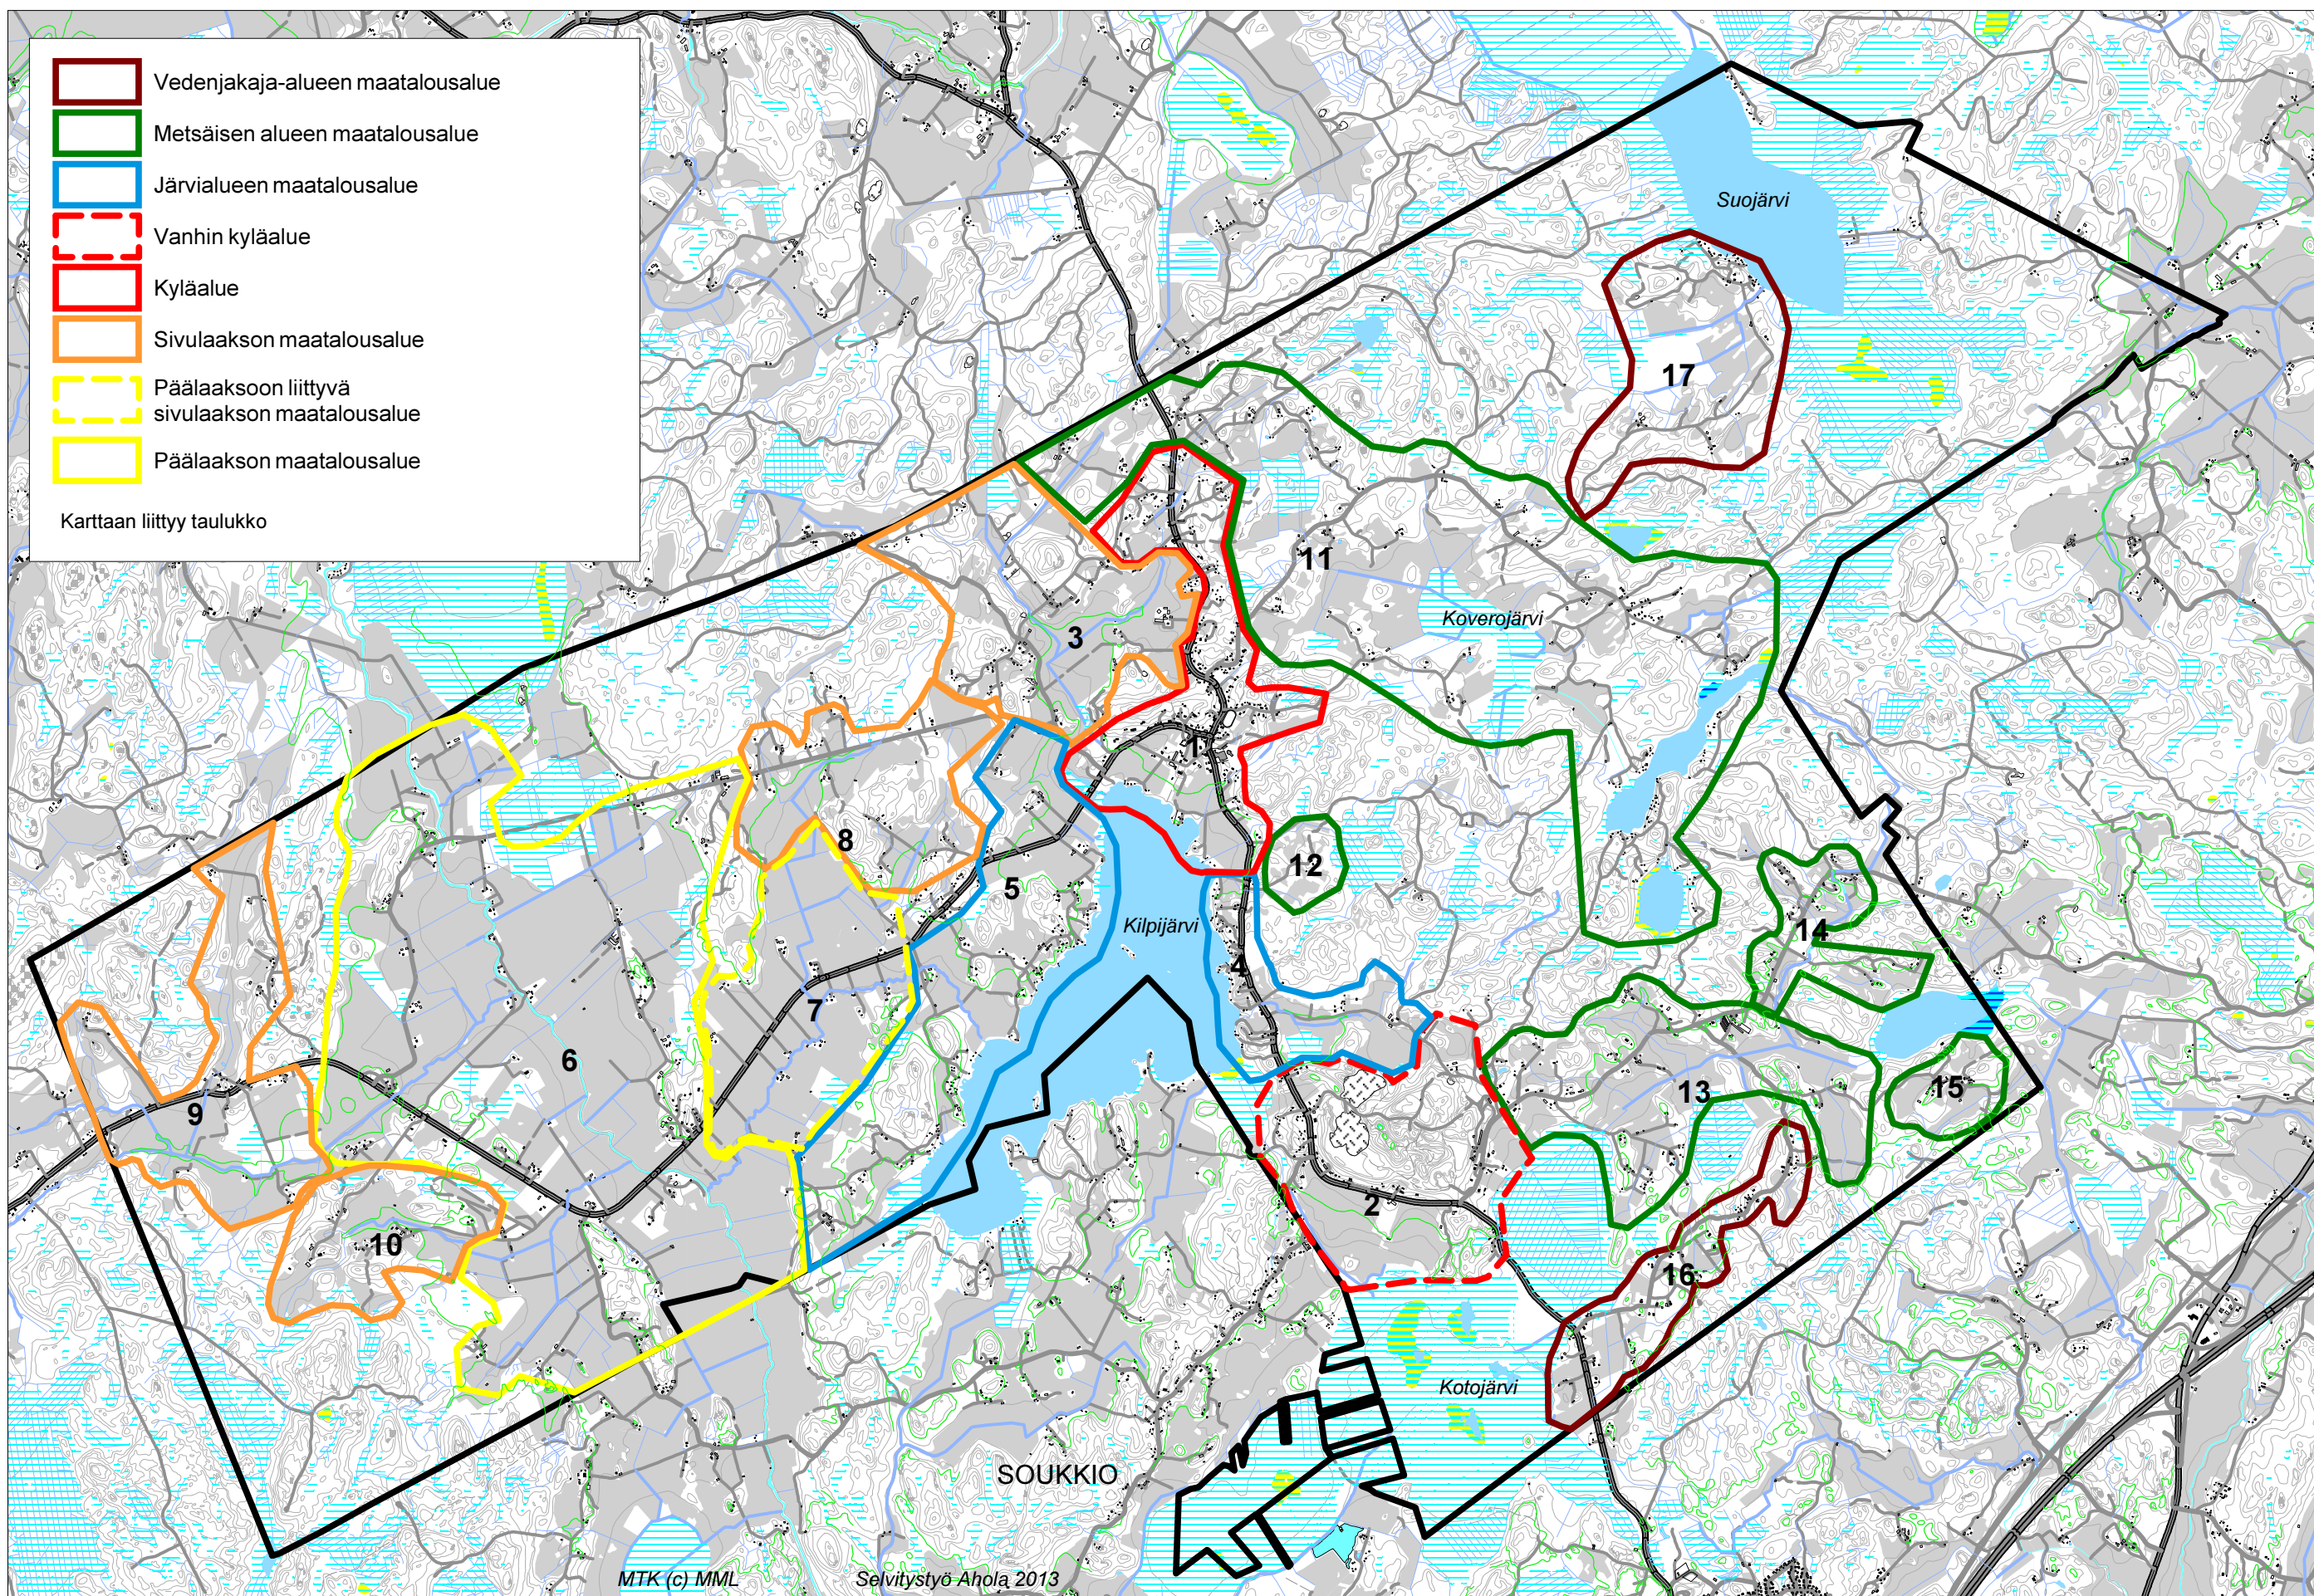 Vedenjakaja-alueen maatalousalue
Metsäisen alueen maatalousalue
Järvialueen maatalousalue
Vanhin kyläalue
Kyläalue
Sivulaakson maatalousalue
Päälaaksoon liittyvä
sivulaakson maatalousalue
Päälaakson maatalousalue
Karttaan liittyy taulukko
Suojärvi
17
11
Koverojärvi
3
1
8
12
5
Kilpijärvi
14
4
7
6
13
15
9
2
10
16
Kotojärvi
SOUKKIO
MTK (c) MML
Selvitystyö Ahola 2013